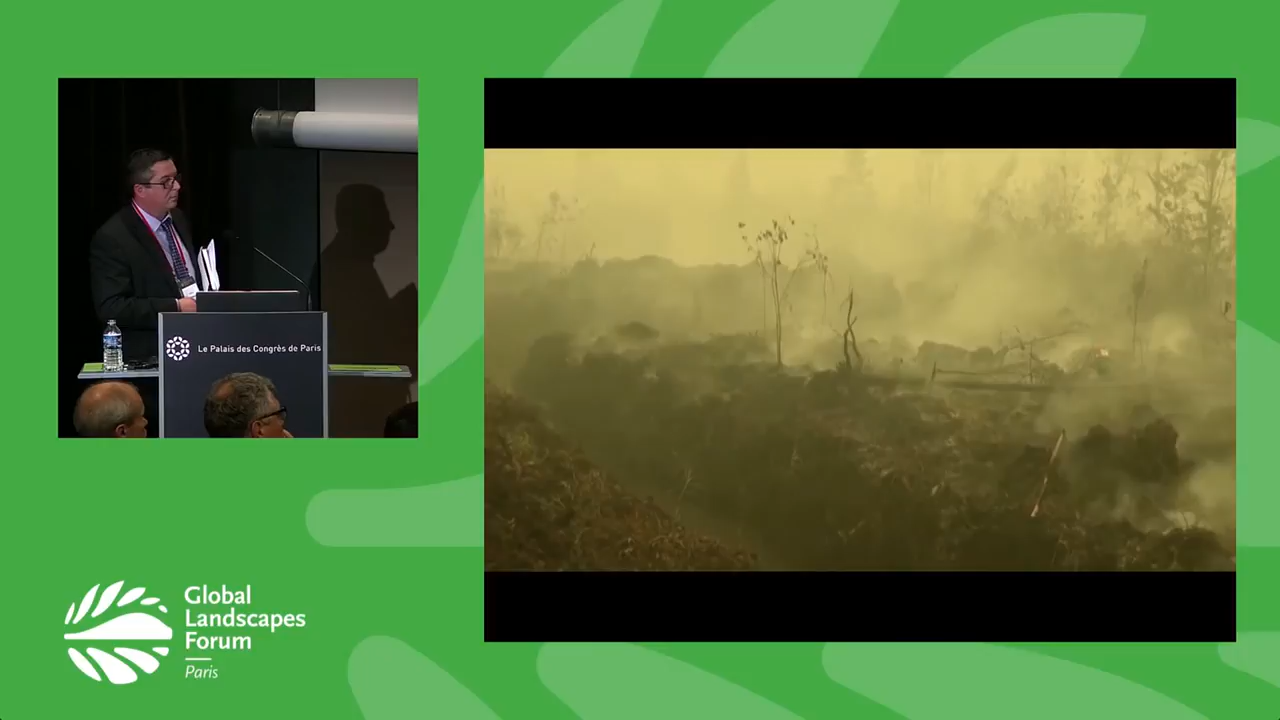 Le Palais des Congrès de Paris
Global
Landscapes
Forum
Paris